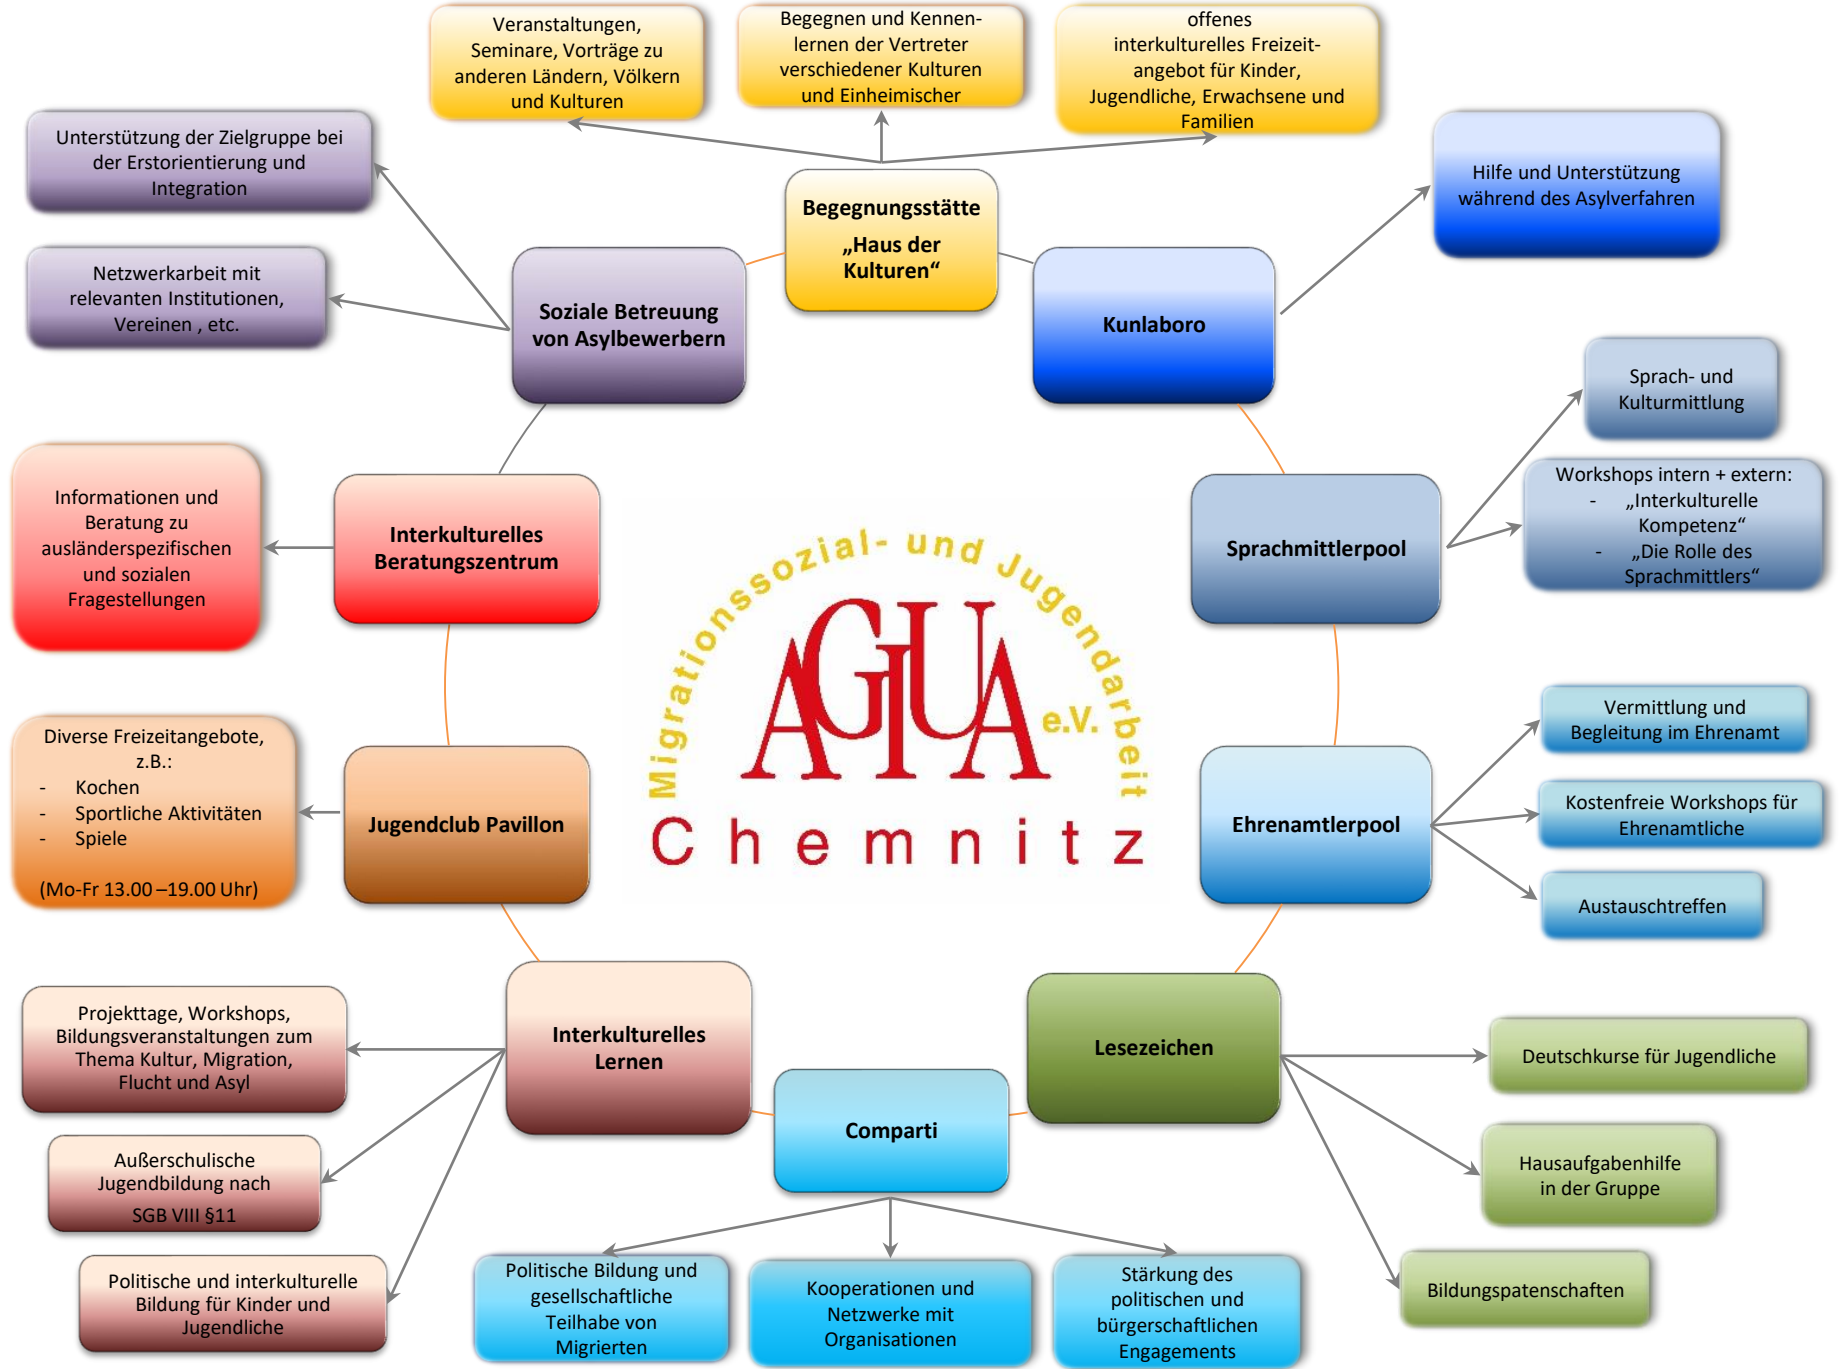 Veranstaltungen,
Seminare, Vorträge zu
anderen Ländern, Völkern
und Kulturen
Begegnen und Kennen-
lernen der Vertreter
verschiedener Kulturen
und Einheimischer
offenes
interkulturelles Freizeit-
angebot für Kinder,
Jugendliche, Erwachsene und
Familien
Unterstützung der Zielgruppe bei
der Erstorientierung und
Integration
Hilfe und Unterstützung
während des Asylverfahren
Begegnungsstätte
„Haus der
Kulturen“
Netzwerkarbeit mit
relevanten Institutionen,
Vereinen , etc.
Soziale Betreuung
von Asylbewerbern
Kunlaboro
Sprach- und
Kulturmittlung
Informationen und
Beratung zu
ausländerspezifischen
und sozialen
Fragestellungen
Interkulturelles
Beratungszentrum
Sprachmittlerpool
Workshops intern + extern:
- „Interkulturelle
Kompetenz“
- „Die Rolle des
Sprachmittlers“
Migrationssozial- und Jugendarbeit
AGIUA
e.V.
Chemnitz
Diverse Freizeitangebote,
z.B.:
- Kochen
- Sportliche Aktivitäten
- Spiele
(Mo-Fr 13.00 –19.00 Uhr)
Jugendclub Pavillon
Ehrenamtlerpool
Vermittlung und
Begleitung im Ehrenamt
Kostenfreie Workshops für
Ehrenamtliche
Austauschtreffen
Projekttage, Workshops,
Bildungsveranstaltungen zum
Thema Kultur, Migration,
Flucht und Asyl
Interkulturelles
Lernen
Lesezeichen
Deutschkurse für Jugendliche
Comparti
Außerschulische
Jugendbildung nach
SGB VIII §11
Hausaufgabenhilfe
in der Gruppe
Politische und interkulturelle
Bildung für Kinder und
Jugendliche
Politische Bildung und
gesellschaftliche
Teilhabe von
Migrierten
Kooperationen und
Netzwerke mit
Organisationen
Stärkung des
politischen und
bürgerschaftlichen
Engagements
Bildungspatenschaften